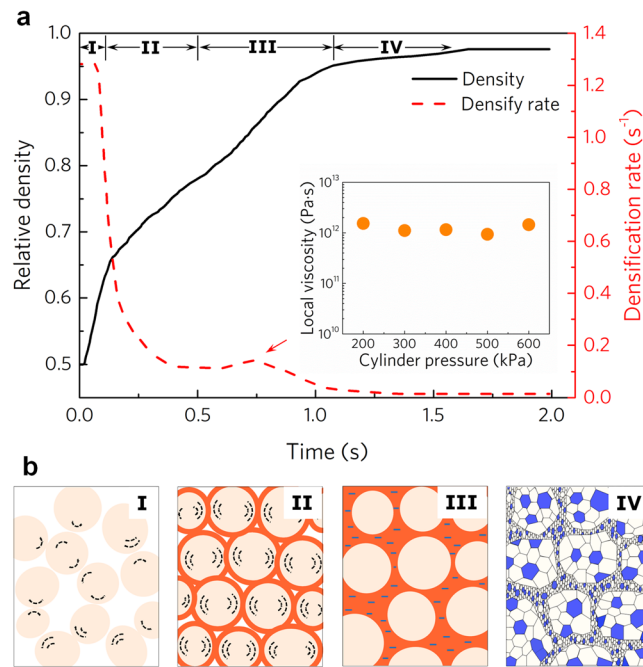 a
I II III IV
1.0
0.9
0.8
0.7
0.6
0.5
Relative density
1.4
1.2
1.0
0.8
0.6
0.4
0.2
0.0
Densification rate (s⁻¹)
Density
Densify rate
10¹³
10¹²
10¹¹
10¹⁰
Local viscosity (Pa·s)
200 300 400 500 600
Cylinder pressure (kPa)
0.0 0.5 1.0 1.5 2.0
Time (s)
b
I II III IV